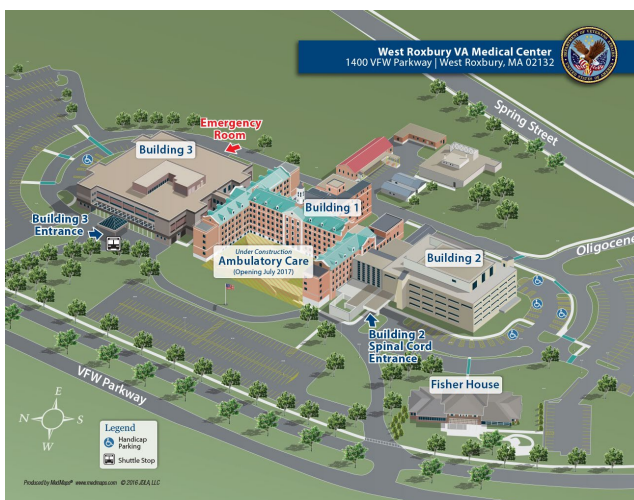 West Roxbury VA Medical Center
1400 VFW Parkway | West Roxbury, MA 02132
Spring Street
Emergency
Room
Building 3
Building 1
Building 3
Entrance
Under Construction
Ambulatory Care
(Opening July 2017)
Building 2
Oligocene
Building 2
Spinal Cord
Entrance
Fisher House
VFW Parkway
E
N
S
W
Legend
Handicap
Parking
Shuttle Stop
Produced by MedMaps® www.medmaps.com © 2016 JDLA, LLC